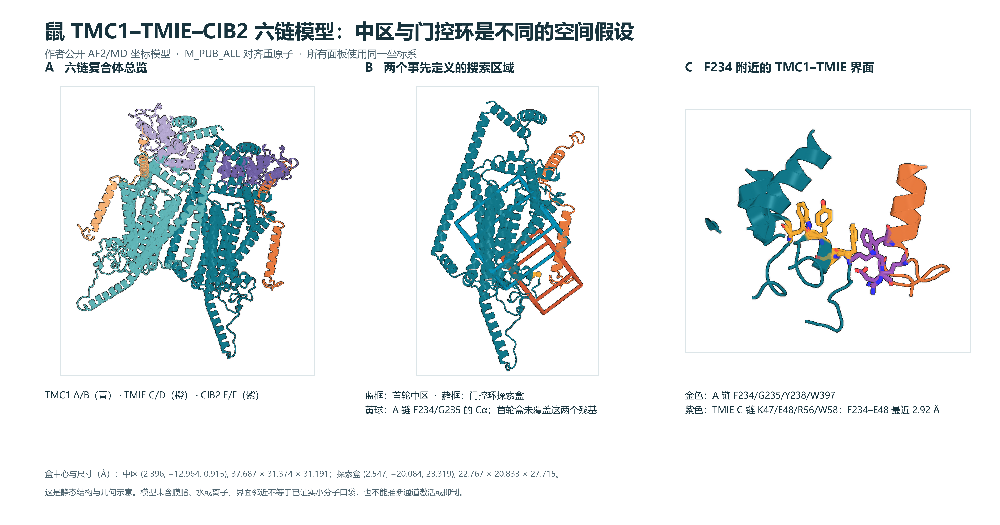 鼠 TMC1–TMIE–CIB2 六链模型：中区与门控环是不同的空间假设
作者公开 AF2/MD 坐标模型 · M_PUB_ALL 对齐重原子 · 所有面板使用同一坐标系
A 六链复合体总览
B 两个事先定义的搜索区域
C F234 附近的 TMC1–TMIE 界面
TMC1 A/B（青） · TMIE C/D（橙） · CIB2 E/F（紫）
蓝框：首轮中区 · 赭框：门控环探索盒
黄球：A 链 F234/G235 的 Cα；首轮盒未覆盖这两个残基
金色：A 链 F234/G235/Y238/W397
紫色：TMIE C 链 K47/E48/R56/W58；F234–E48 最近 2.92 Å
盒中心与尺寸（Å）：中区 (2.396, −12.964, 0.915), 37.687 × 31.374 × 31.191；探索盒 (2.547, −20.084, 23.319), 22.767 × 20.833 × 27.715。
这是静态结构与几何示意。模型未含膜脂、水或离子；界面邻近不等于已证实小分子口袋，也不能推断通道激活或抑制。